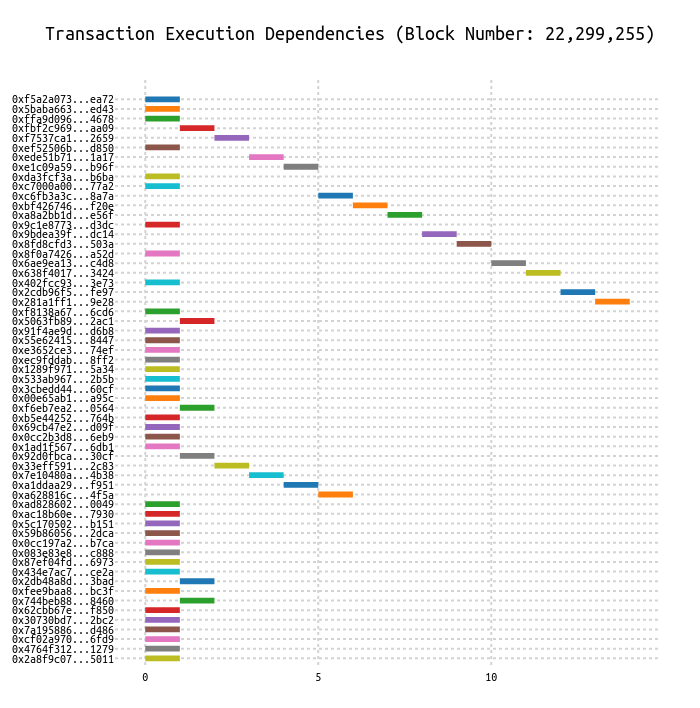 Transaction Execution Dependencies (Block Number: 22,299,255)
0xf5a2a073...ea72
0x5baba663...ed43
0xffa9d096...4678
0xfbf2c969...aa09
0xf7537ca1...2659
0xef52506b...d850
0xede51b71...1a17
0xe1c09a59...b96f
0xda3fcf3a...b6ba
0xc7000a00...77a2
0xc6fb3a3c...8a7a
0xbf426746...f20e
0xa8a2bb1d...e56f
0x9c1e8773...d3dc
0x9bdea39f...dc14
0x8fd8cfd3...503a
0x8f0a7426...a52d
0x6ae9ea13...c4d8
0x638f4017...3424
0x402fcc93...3e73
0x2cdb96f5...fe97
0x281a1ff1...9e28
0xf8138a67...6cd6
0x5063fb89...2ac1
0x91f4ae9d...d6b8
0x55e62415...8447
0xe3652ce3...74ef
0xec9fddab...8ff2
0x1289f971...5a34
0x533ab967...2b5b
0x3cbedd44...60cf
0x00e65ab1...a95c
0xf6eb7ea2...0564
0xb5e44252...764b
0x69cb47e2...d09f
0x0cc2b3d8...6eb9
0x1ad1f567...6db1
0x92d0fbca...30cf
0x33eff591...2c83
0x7e10480a...4b38
0xa1ddaa29...f951
0xa628816c...4f5a
0xad828602...0049
0xac18b60e...7930
0x5c170502...b151
0x59b86056...2dca
0x0cc197a2...b7ca
0x083e83e8...c888
0x87ef04fd...6973
0x434e7ac7...ce2a
0x2db48a8d...3bad
0xfee9baa8...bc3f
0x744beb88...8460
0x62cbb67e...f850
0x30730bd7...2bc2
0x7a195886...d486
0xcf02a970...6fd9
0x4764f312...1279
0x2a8f9c07...5011
0 5 10